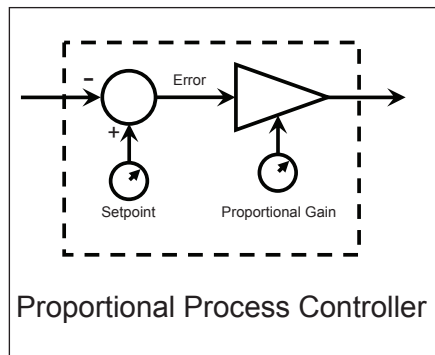 -
Error
+
Setpoint
Proportional Gain
Proportional Process Controller